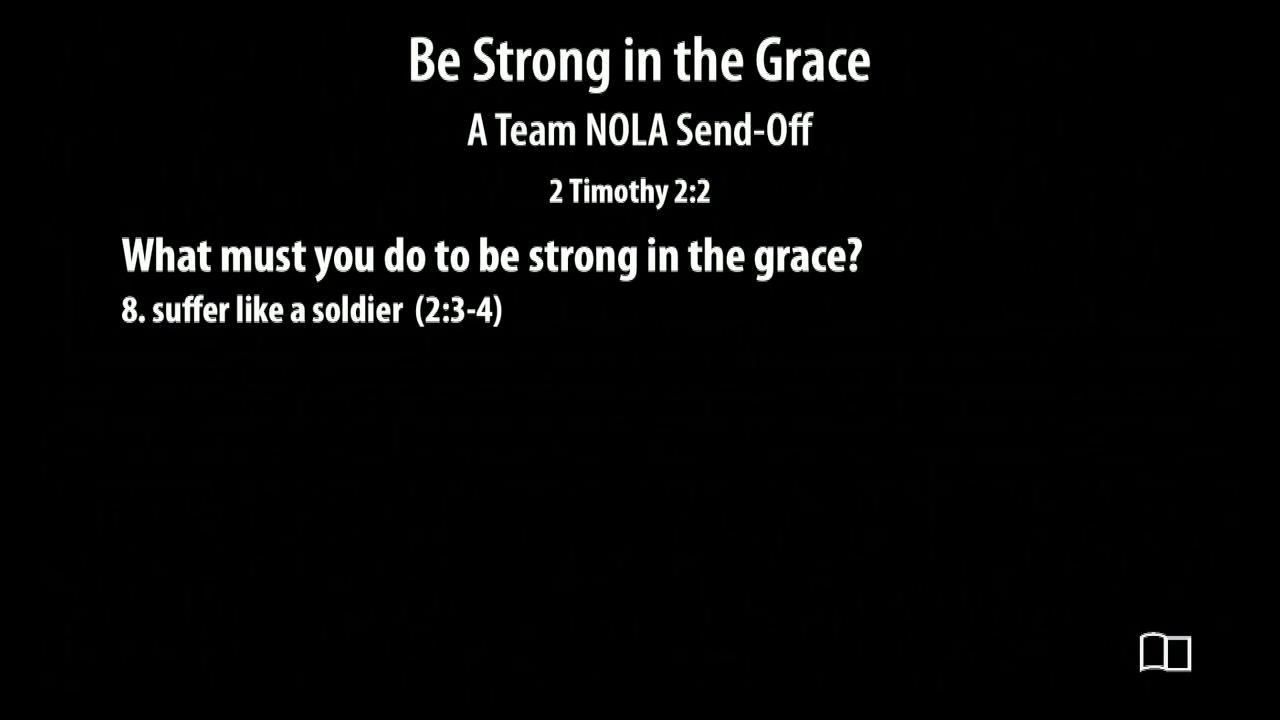 Be Strong in the Grace
A Team NOLA Send-Off
2 Timothy 2:2
What must you do to be strong in the grace?
8. suffer like a soldier (2:3-4)